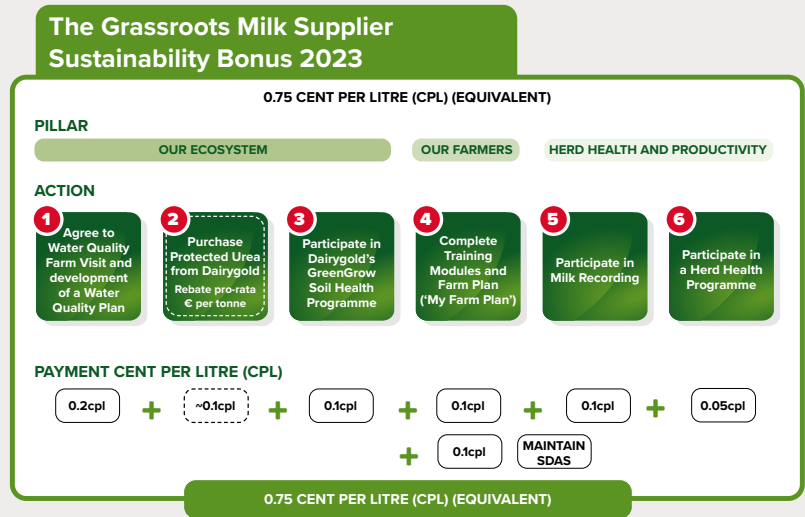 The Grassroots Milk Supplier
Sustainability Bonus 2023
0.75 CENT PER LITRE (CPL) (EQUIVALENT)
PILLAR
OUR ECOSYSTEM
OUR FARMERS
HERD HEALTH AND PRODUCTIVITY
ACTION
1
Agree to
Water Quality
Farm Visit and
development
of a Water
Quality Plan
2
Purchase
Protected Urea
from Dairygold
Rebate pro-rata
€ per tonne
3
Participate in
Dairygold's
GreenGrow
Soil Health
Programme
4
Complete
Training
Modules and
Farm Plan
('My Farm Plan')
5
Participate in
Milk Recording
6
Participate in
a Herd Health
Programme
PAYMENT CENT PER LITRE (CPL)
0.2cpl + ~0.1cpl + 0.1cpl + 0.1cpl + 0.1cpl + 0.05cpl
+ 0.1cpl
MAINTAIN
SDAS
0.75 CENT PER LITRE (CPL) (EQUIVALENT)